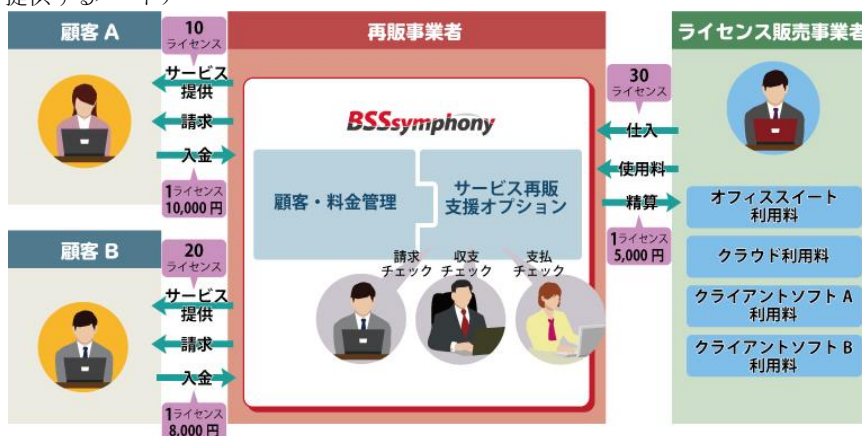 顧客 A
10
ライセンス
サービス
提供
請求
入金
1ライセンス
10,000 円
顧客 B
20
ライセンス
サービス
提供
請求
入金
1ライセンス
8,000 円
再販事業者
BSSsymphony
顧客・料金管理
サービス再販
支援オプション
請求
チェック
収支
チェック
支払
チェック
30
ライセンス
仕入
使用料
精算
1ライセンス
5,000 円
ライセンス販売事業者
オフィススイート
利用料
クラウド利用料
クライアントソフト A
利用料
クライアントソフト B
利用料